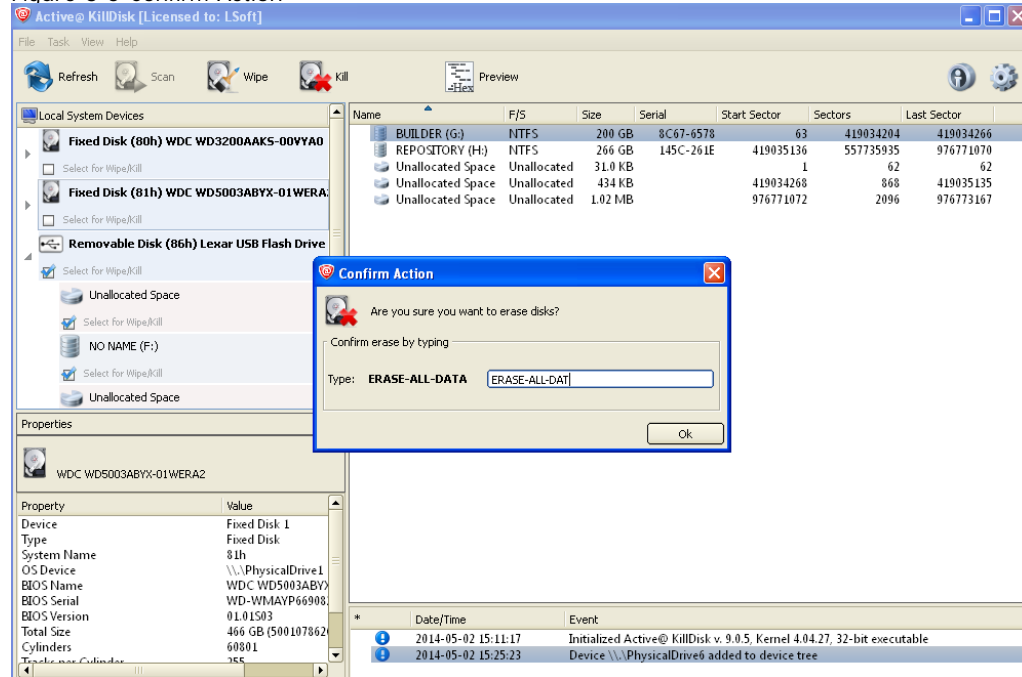 Active@ KillDisk [Licensed to: LSoft]
File Task View Help
Refresh Scan Wipe Kill Preview
Local System Devices
Fixed Disk (80h) WDC WD3200AAKS-00VYA0
Select for Wipe/Kill
Fixed Disk (81h) WDC WD5003ABYX-01WERA
Select for Wipe/Kill
Removable Disk (86h) Lexar USB Flash Drive
Select for Wipe/Kill
Unallocated Space
Select for Wipe/Kill
NO NAME (F:)
Select for Wipe/Kill
Unallocated Space
Name F/S Size Serial Start Sector Sectors Last Sector
BUILDER (G:) NTFS 200 GB 8C67-6578 63 419034204 419034266
REPOSITORY (H:) NTFS 266 GB 145C-261E 419035136 557735935 976771070
Unallocated Space Unallocated 31.0 KB 1 62 62
Unallocated Space Unallocated 434 KB 419034268 868 419035135
Unallocated Space Unallocated 1.02 MB 976771072 2096 976773167
Confirm Action
Are you sure you want to erase disks?
Confirm erase by typing
Type: ERASE-ALL-DATA ERASE-ALL-DAT
Ok
Properties
WDC WD5003ABYX-01WERA2
Property Value
Device Fixed Disk 1
Type Fixed Disk
System Name 81h
OS Device \\.\PhysicalDrive1
BIOS Name WDC WD5003ABY
BIOS Serial WD-WMAYP66908
BIOS Version 01.01S03
Total Size 466 GB (500107862
Cylinders 60801
Tracks per Cylinder 255
* Date/Time Event
2014-05-02 15:11:17 Initialized Active@ KillDisk v. 9.0.5, Kernel 4.04.27, 32-bit executable
2014-05-02 15:25:23 Device \\.\PhysicalDrive6 added to device tree